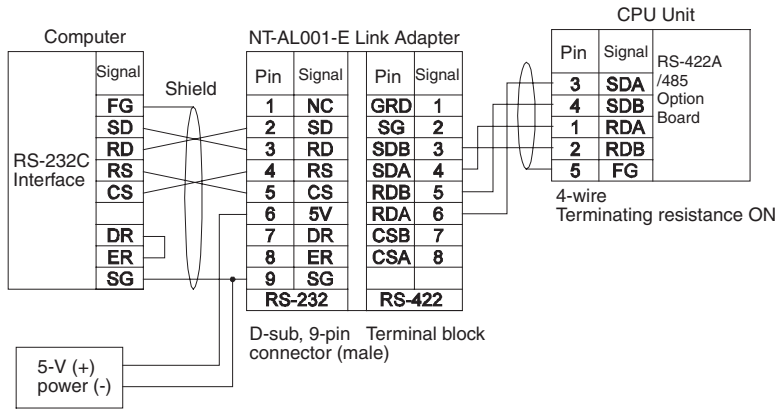 Computer
Signal
FG
SD
RD
RS
CS
DR
ER
SG
RS-232C
Interface
Shield
NT-AL001-E Link Adapter
Pin Signal Pin Signal
1 NC GRD 1
2 SD SG 2
3 RD SDB 3
4 RS SDA 4
5 CS RDB 5
6 5V RDA 6
7 DR CSB 7
8 ER CSA 8
9 SG
RS-232 RS-422
D-sub, 9-pin Terminal block
connector (male)
CPU Unit
Pin Signal
3 SDA
4 SDB
1 RDA
2 RDB
5 FG
RS-422A
/485
Option
Board
4-wire
Terminating resistance ON
5-V (+)
power (-)